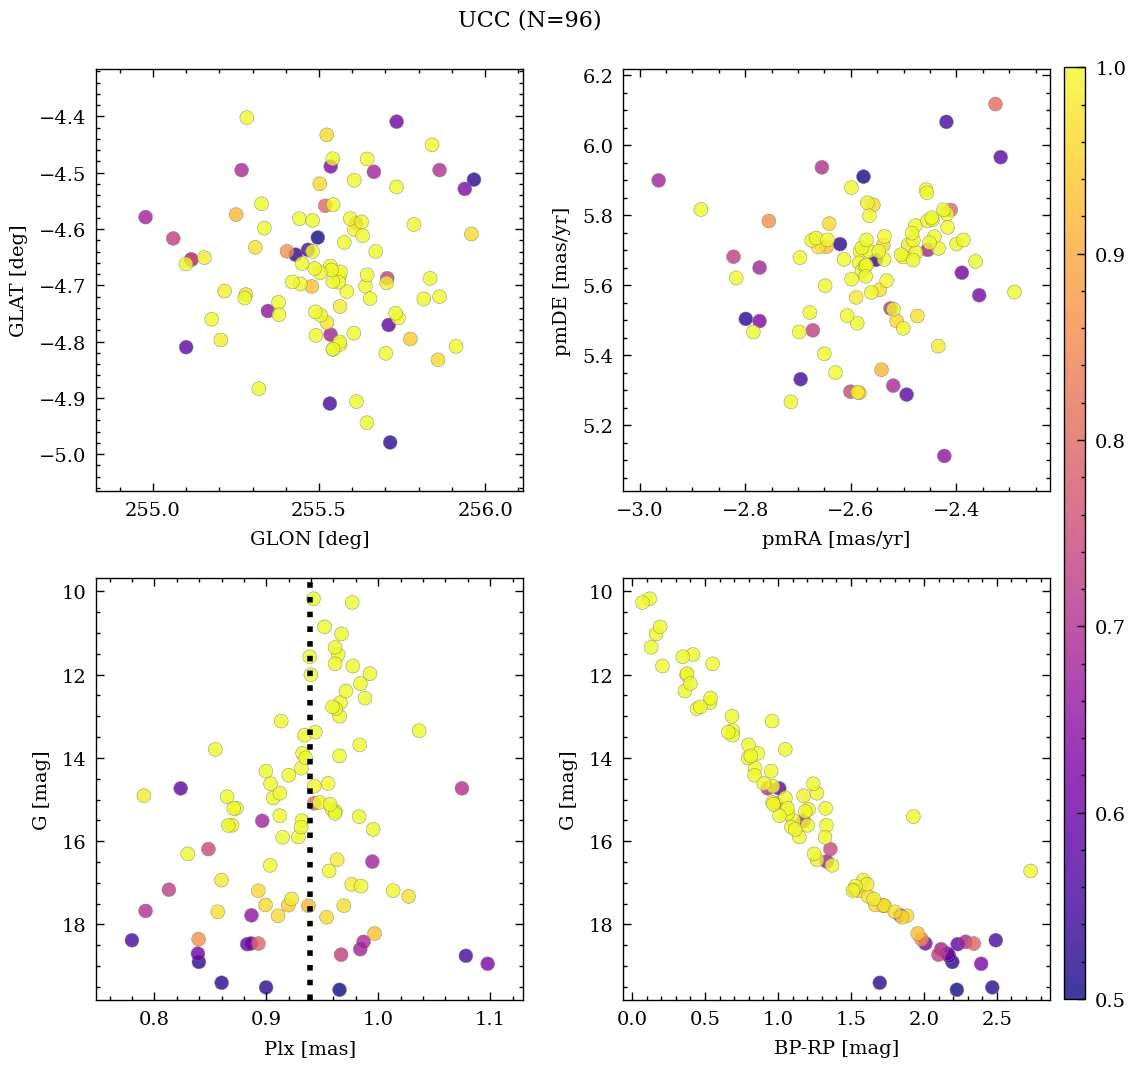 UCC (N=96)
−4.4
−4.5
−4.6
−4.7
−4.8
−4.9
−5.0
GLAT [deg]
255.0 255.5 256.0
GLON [deg]
6.2
6.0
5.8
5.6
5.4
5.2
pmDE [mas/yr]
−3.0 −2.8 −2.6 −2.4
pmRA [mas/yr]
10
12
14
16
18
G [mag]
0.8 0.9 1.0 1.1
Plx [mas]
10
12
14
16
18
G [mag]
0.0 0.5 1.0 1.5 2.0 2.5
BP-RP [mag]
1.0
0.9
0.8
0.7
0.6
0.5